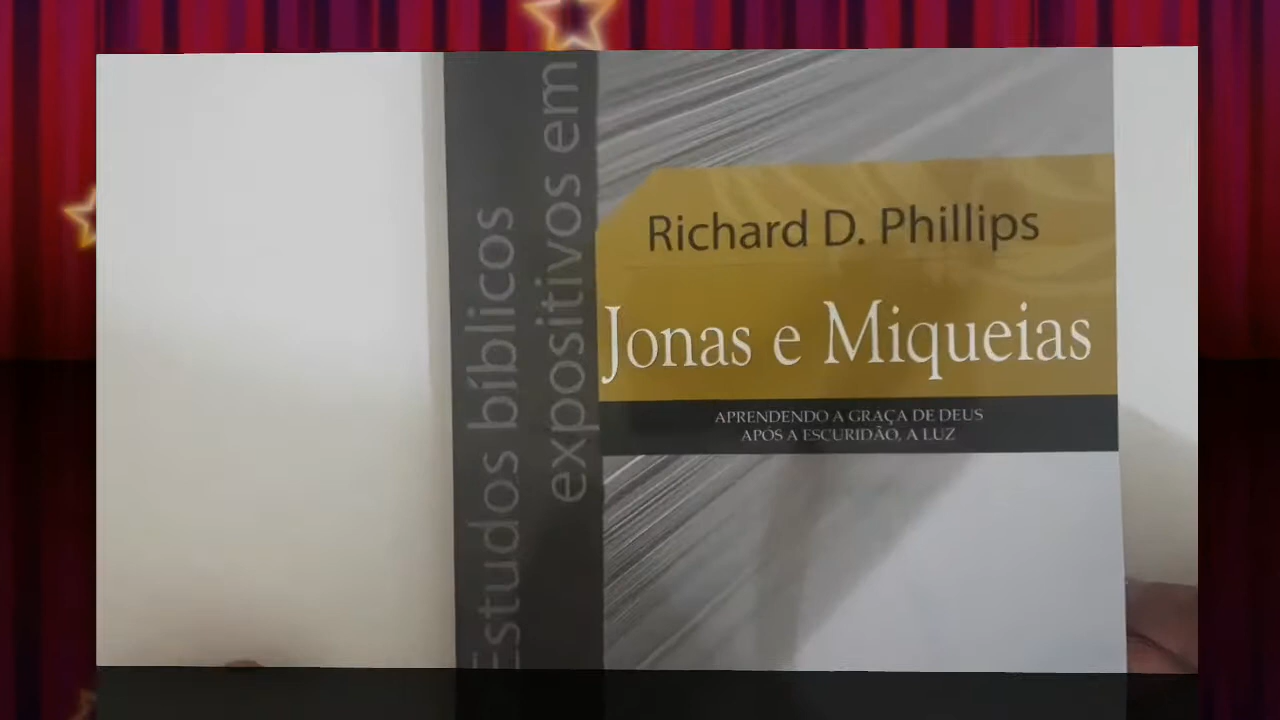 Estudos bíblicos
expositivos em
Richard D. Phillips
Jonas e Miqueias
APRENDENDO A GRAÇA DE DEUS
APÓS A ESCURIDÃO, A LUZ